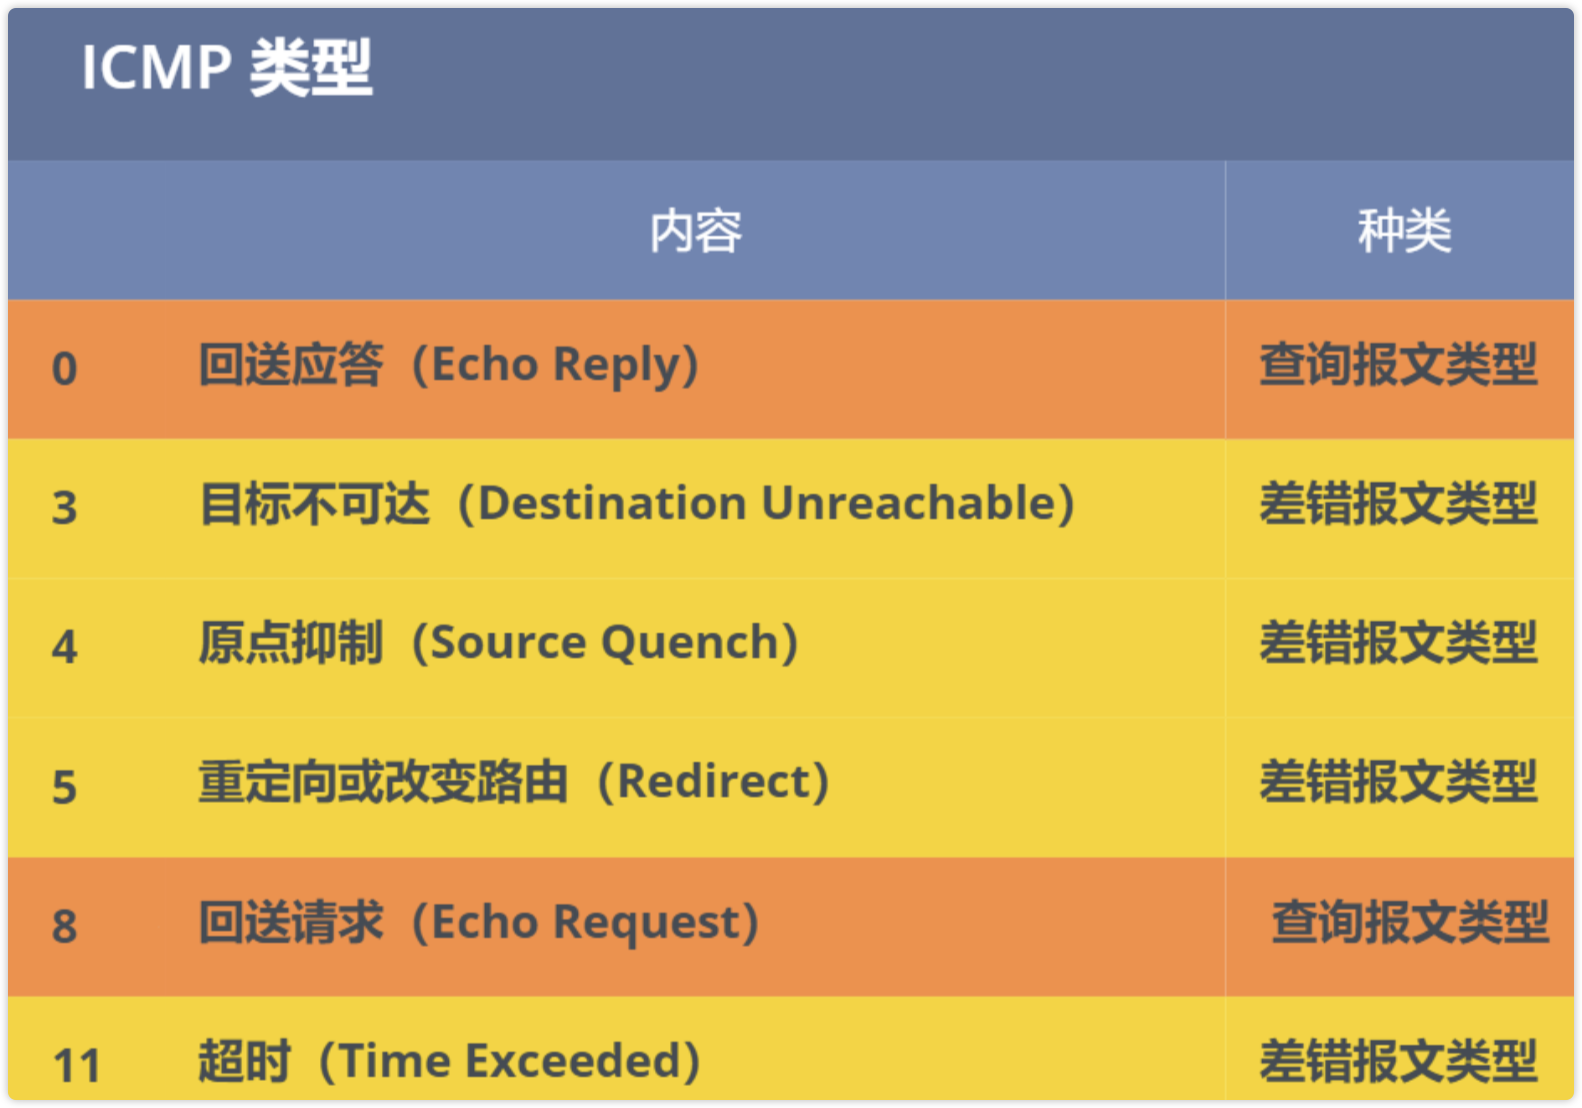 ICMP 类型
内容 种类
0 回送应答（Echo Reply） 查询报文类型
3 目标不可达（Destination Unreachable） 差错报文类型
4 原点抑制（Source Quench） 差错报文类型
5 重定向或改变路由（Redirect） 差错报文类型
8 回送请求（Echo Request） 查询报文类型
11 超时（Time Exceeded） 差错报文类型